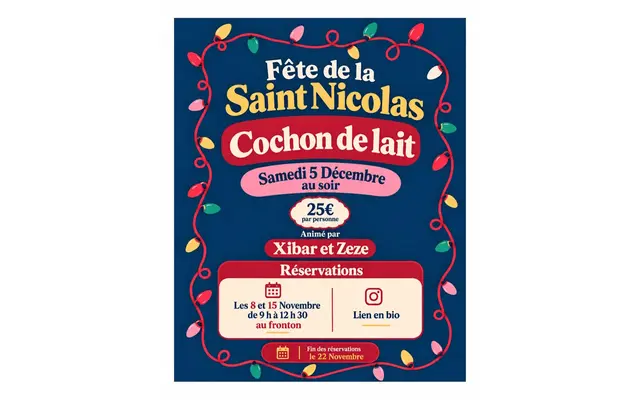 Fête de la
Saint Nicolas
Cochon de lait
Samedi 5 Décembre
au soir
25€
par personne
Animé par
Xibar et Zeze
Réservations
Les 8 et 15 Novembre
de 9 h à 12 h 30
au fronton
Lien en bio
Fin des réservations
le 22 Novembre